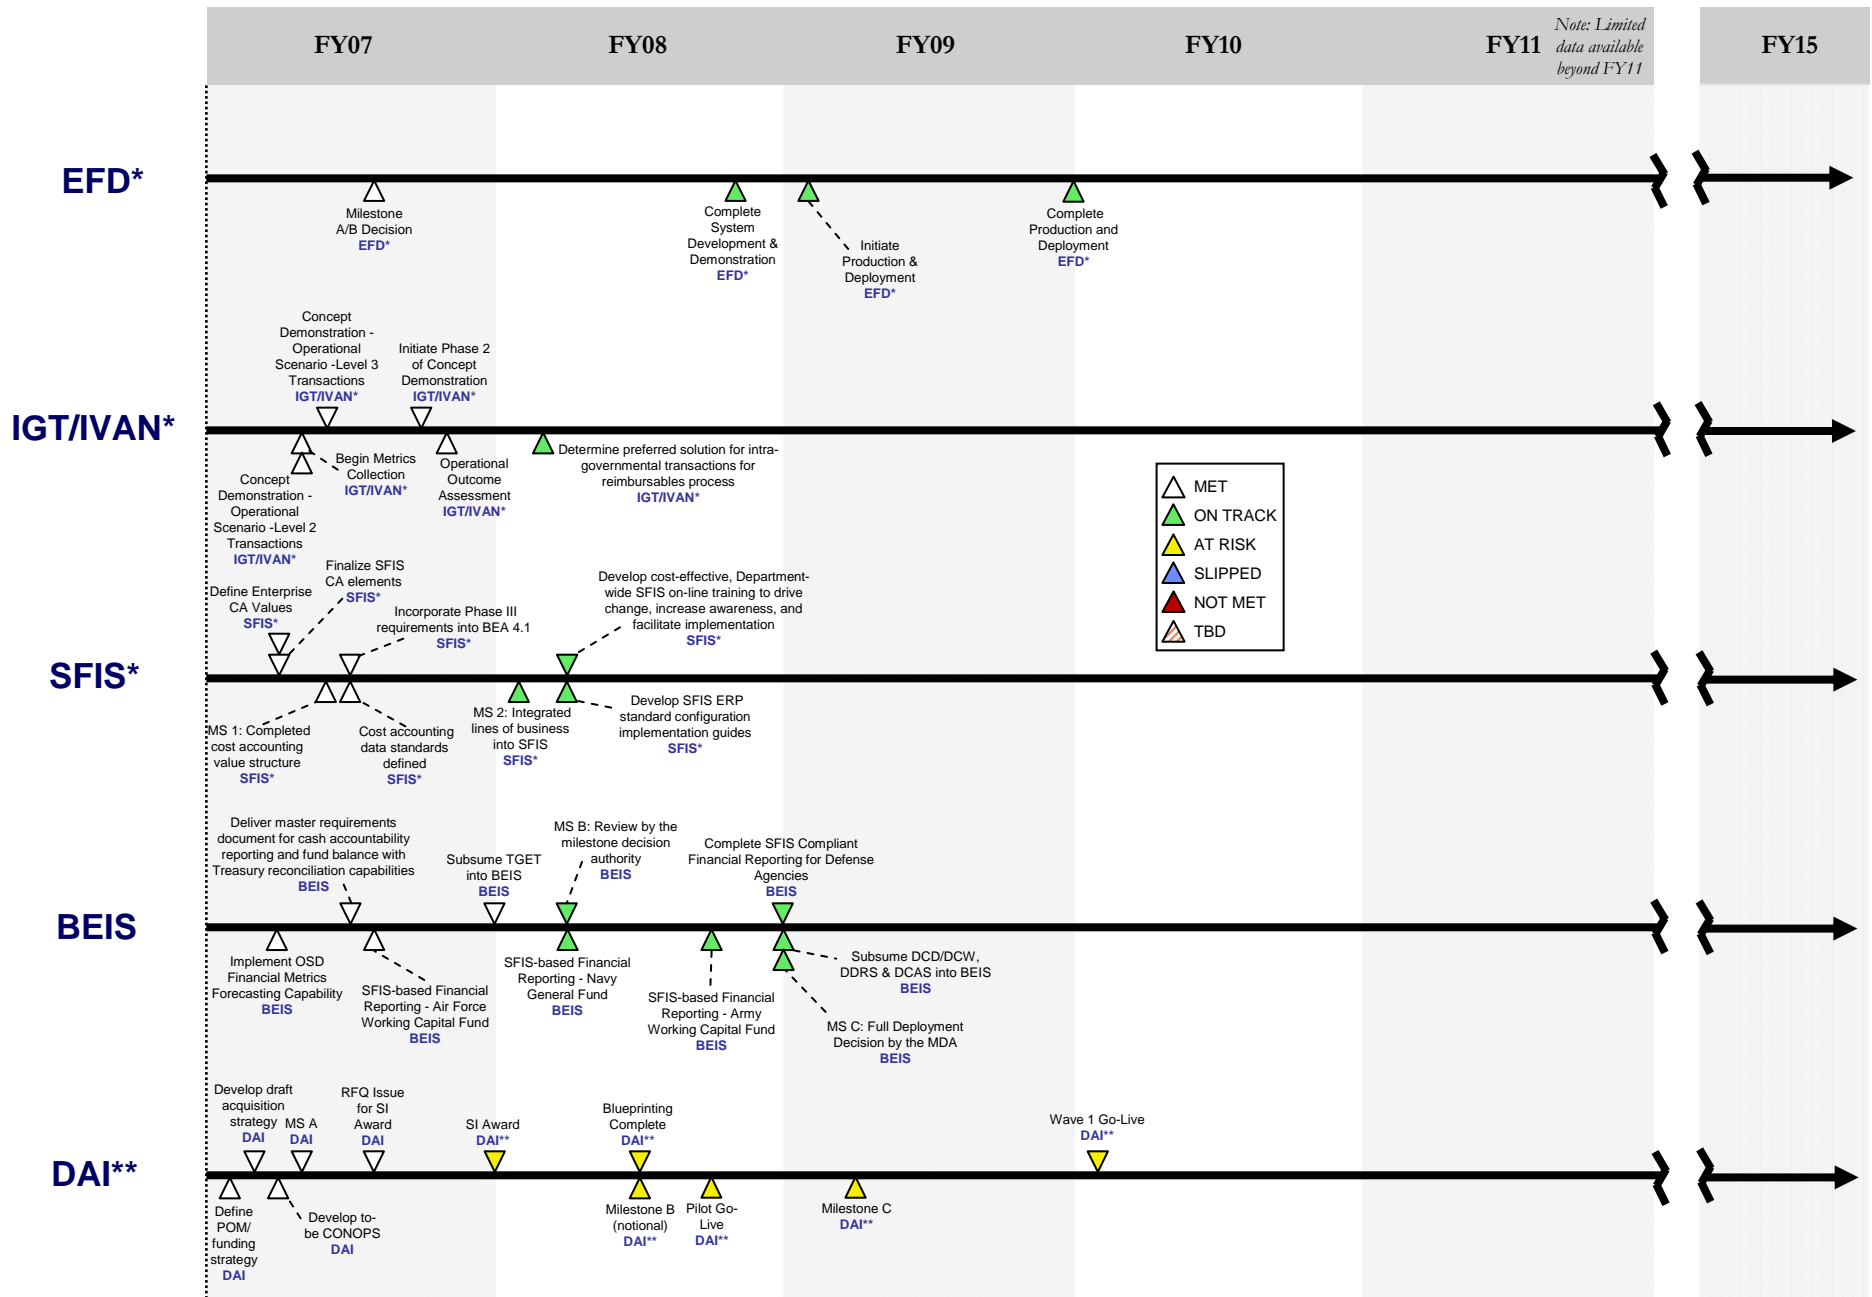 FY07
FY08
FY09
FY10
FY11
Note: Limited
data available
beyond FY11
FY15
EFD*
Milestone
A/B Decision
EFD*
Complete
System
Development &
Demonstration
EFD*
Initiate
Production &
Deployment
EFD*
Complete
Production and
Deployment
EFD*
IGT/IVAN*
Concept
Demonstration -
Operational
Scenario -Level 3
Transactions
IGT/IVAN*
Initiate Phase 2
of Concept
Demonstration
IGT/IVAN*
Begin Metrics
Collection
IGT/IVAN*
Concept
Demonstration -
Operational
Scenario -Level 2
Transactions
IGT/IVAN*
Operational
Outcome
Assessment
IGT/IVAN*
Determine preferred solution for intra-
governmental transactions for
reimbursables process
IGT/IVAN*
MET
ON TRACK
AT RISK
SLIPPED
NOT MET
TBD
SFIS*
Define Enterprise
CA Values
SFIS*
Finalize SFIS
CA elements
SFIS*
Incorporate Phase III
requirements into BEA 4.1
SFIS*
Develop cost-effective, Department-
wide SFIS on-line training to drive
change, increase awareness, and
facilitate implementation
SFIS*
MS 1: Completed
cost accounting
value structure
SFIS*
Cost accounting
data standards
defined
SFIS*
MS 2: Integrated
lines of business
into SFIS
SFIS*
Develop SFIS ERP
standard configuration
implementation guides
SFIS*
BEIS
Deliver master requirements
document for cash accountability
reporting and fund balance with
Treasury reconciliation capabilities
BEIS
Subsume TGET
into BEIS
BEIS
MS B: Review by the
milestone decision
authority
BEIS
Complete SFIS Compliant
Financial Reporting for Defense
Agencies
BEIS
Implement OSD
Financial Metrics
Forecasting Capability
BEIS
SFIS-based Financial
Reporting - Air Force
Working Capital Fund
BEIS
SFIS-based Financial
Reporting - Navy
General Fund
BEIS
SFIS-based Financial
Reporting - Army
Working Capital Fund
BEIS
Subsume DCD/DCW,
DDRS & DCAS into BEIS
BEIS
MS C: Full Deployment
Decision by the MDA
BEIS
DAI**
Develop draft
acquisition
strategy
DAI
MS A
DAI
RFQ Issue
for SI
Award
DAI
SI Award
DAI**
Blueprinting
Complete
DAI**
Wave 1 Go-Live
DAI**
Define
POM/
funding
strategy
DAI
Develop to-
be CONOPS
DAI
Milestone B
(notional)
DAI**
Pilot Go-
Live
DAI**
Milestone C
DAI**